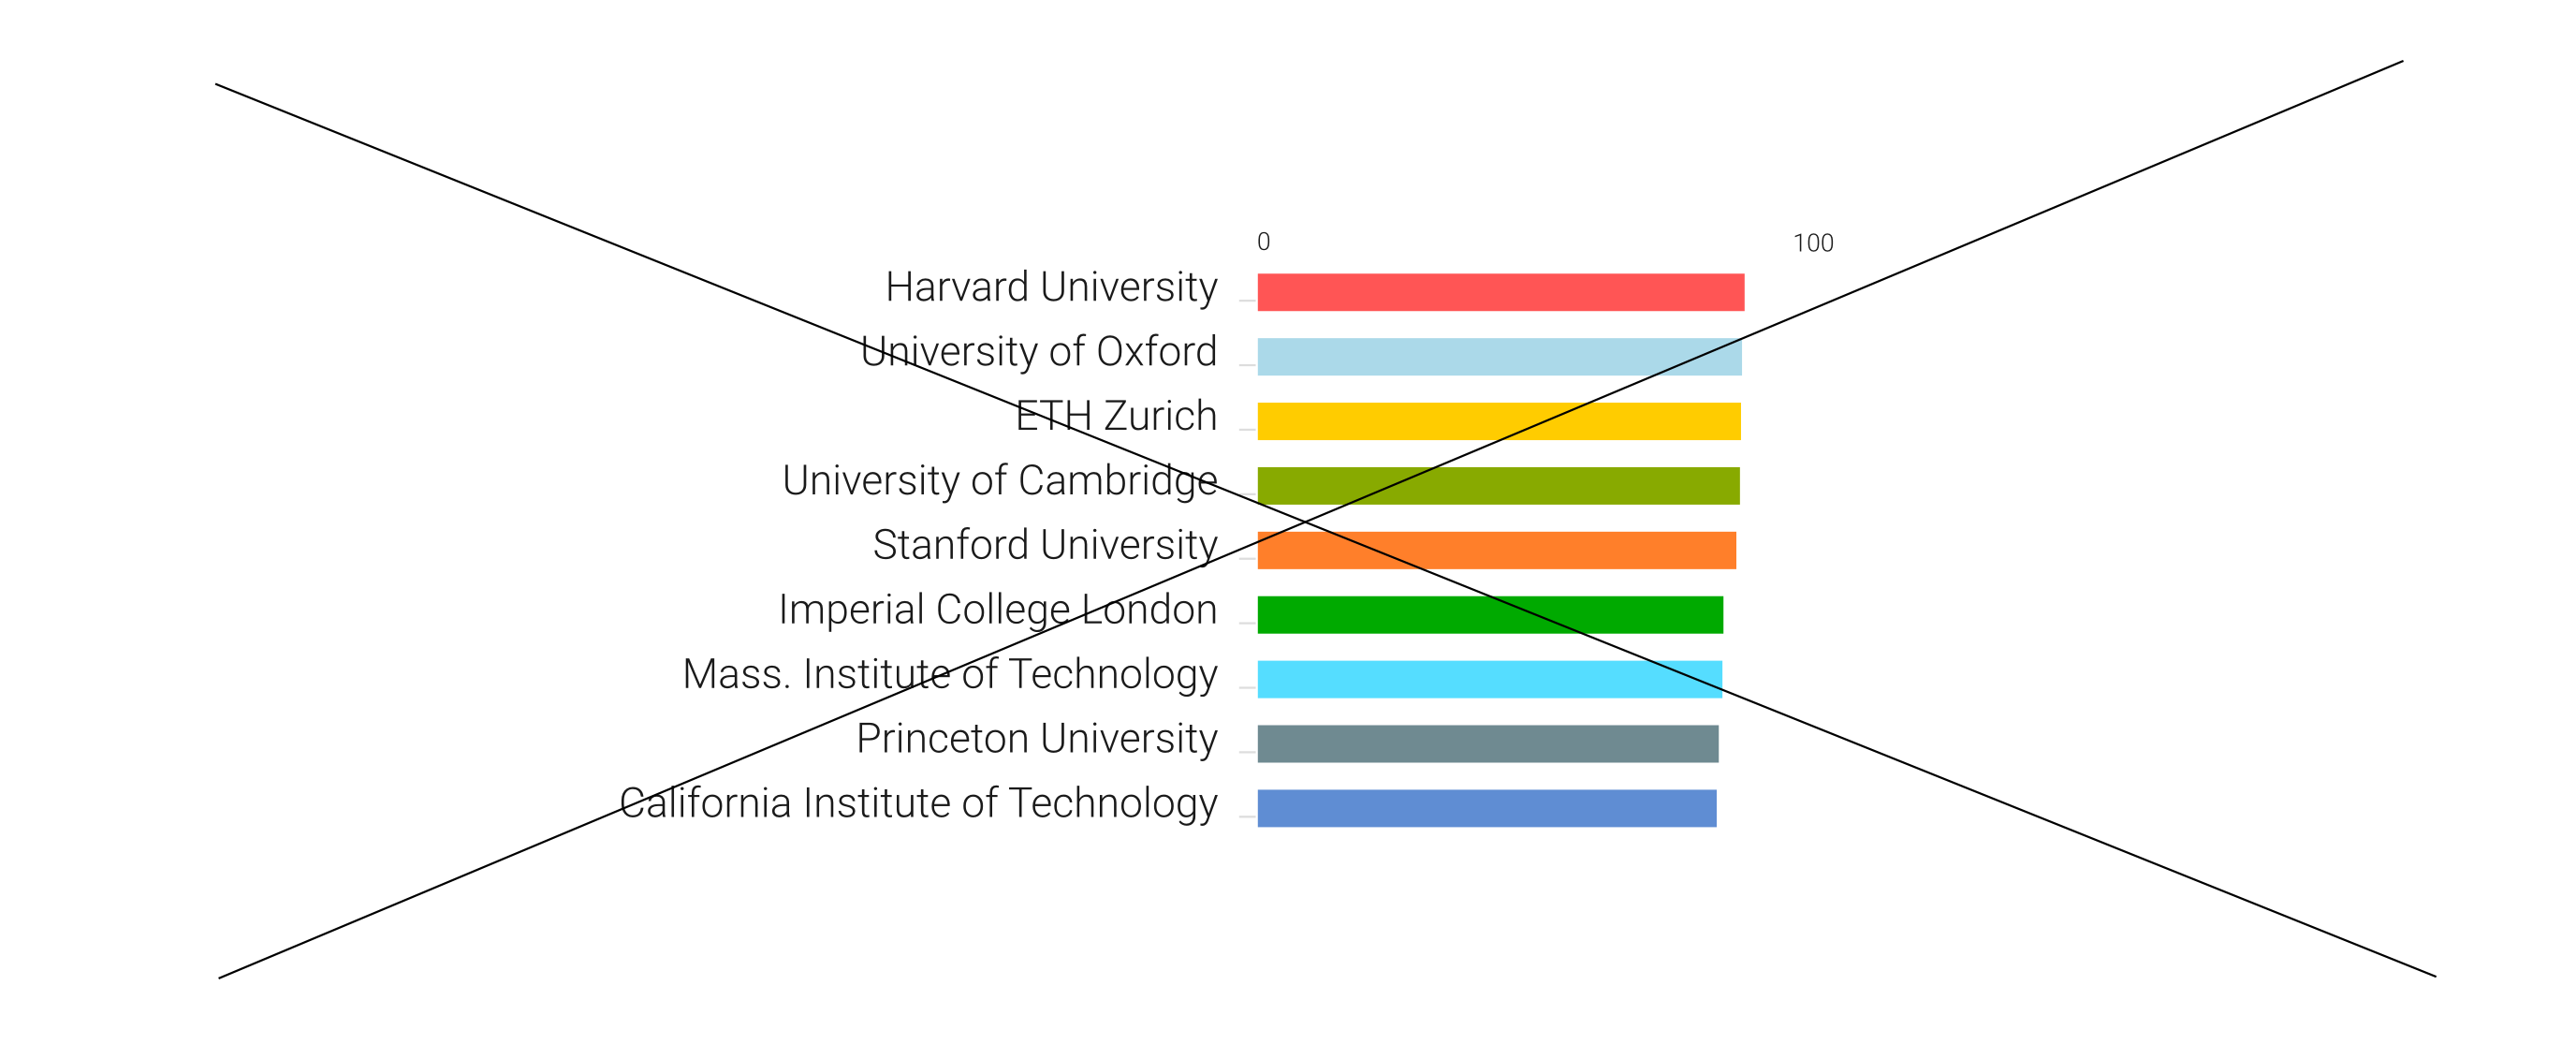 0 100
Harvard University
University of Oxford
ETH Zurich
University of Cambridge
Stanford University
Imperial College London
Mass. Institute of Technology
Princeton University
California Institute of Technology